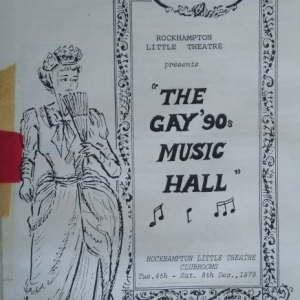 ROCKHAMPTON
LITTLE THEATRE
presents
"THE
GAY '90s
MUSIC
HALL"
ROCKHAMPTON LITTLE THEATRE
CLUBROOMS
Tue.4th - Sat. 8th Dec.,1979